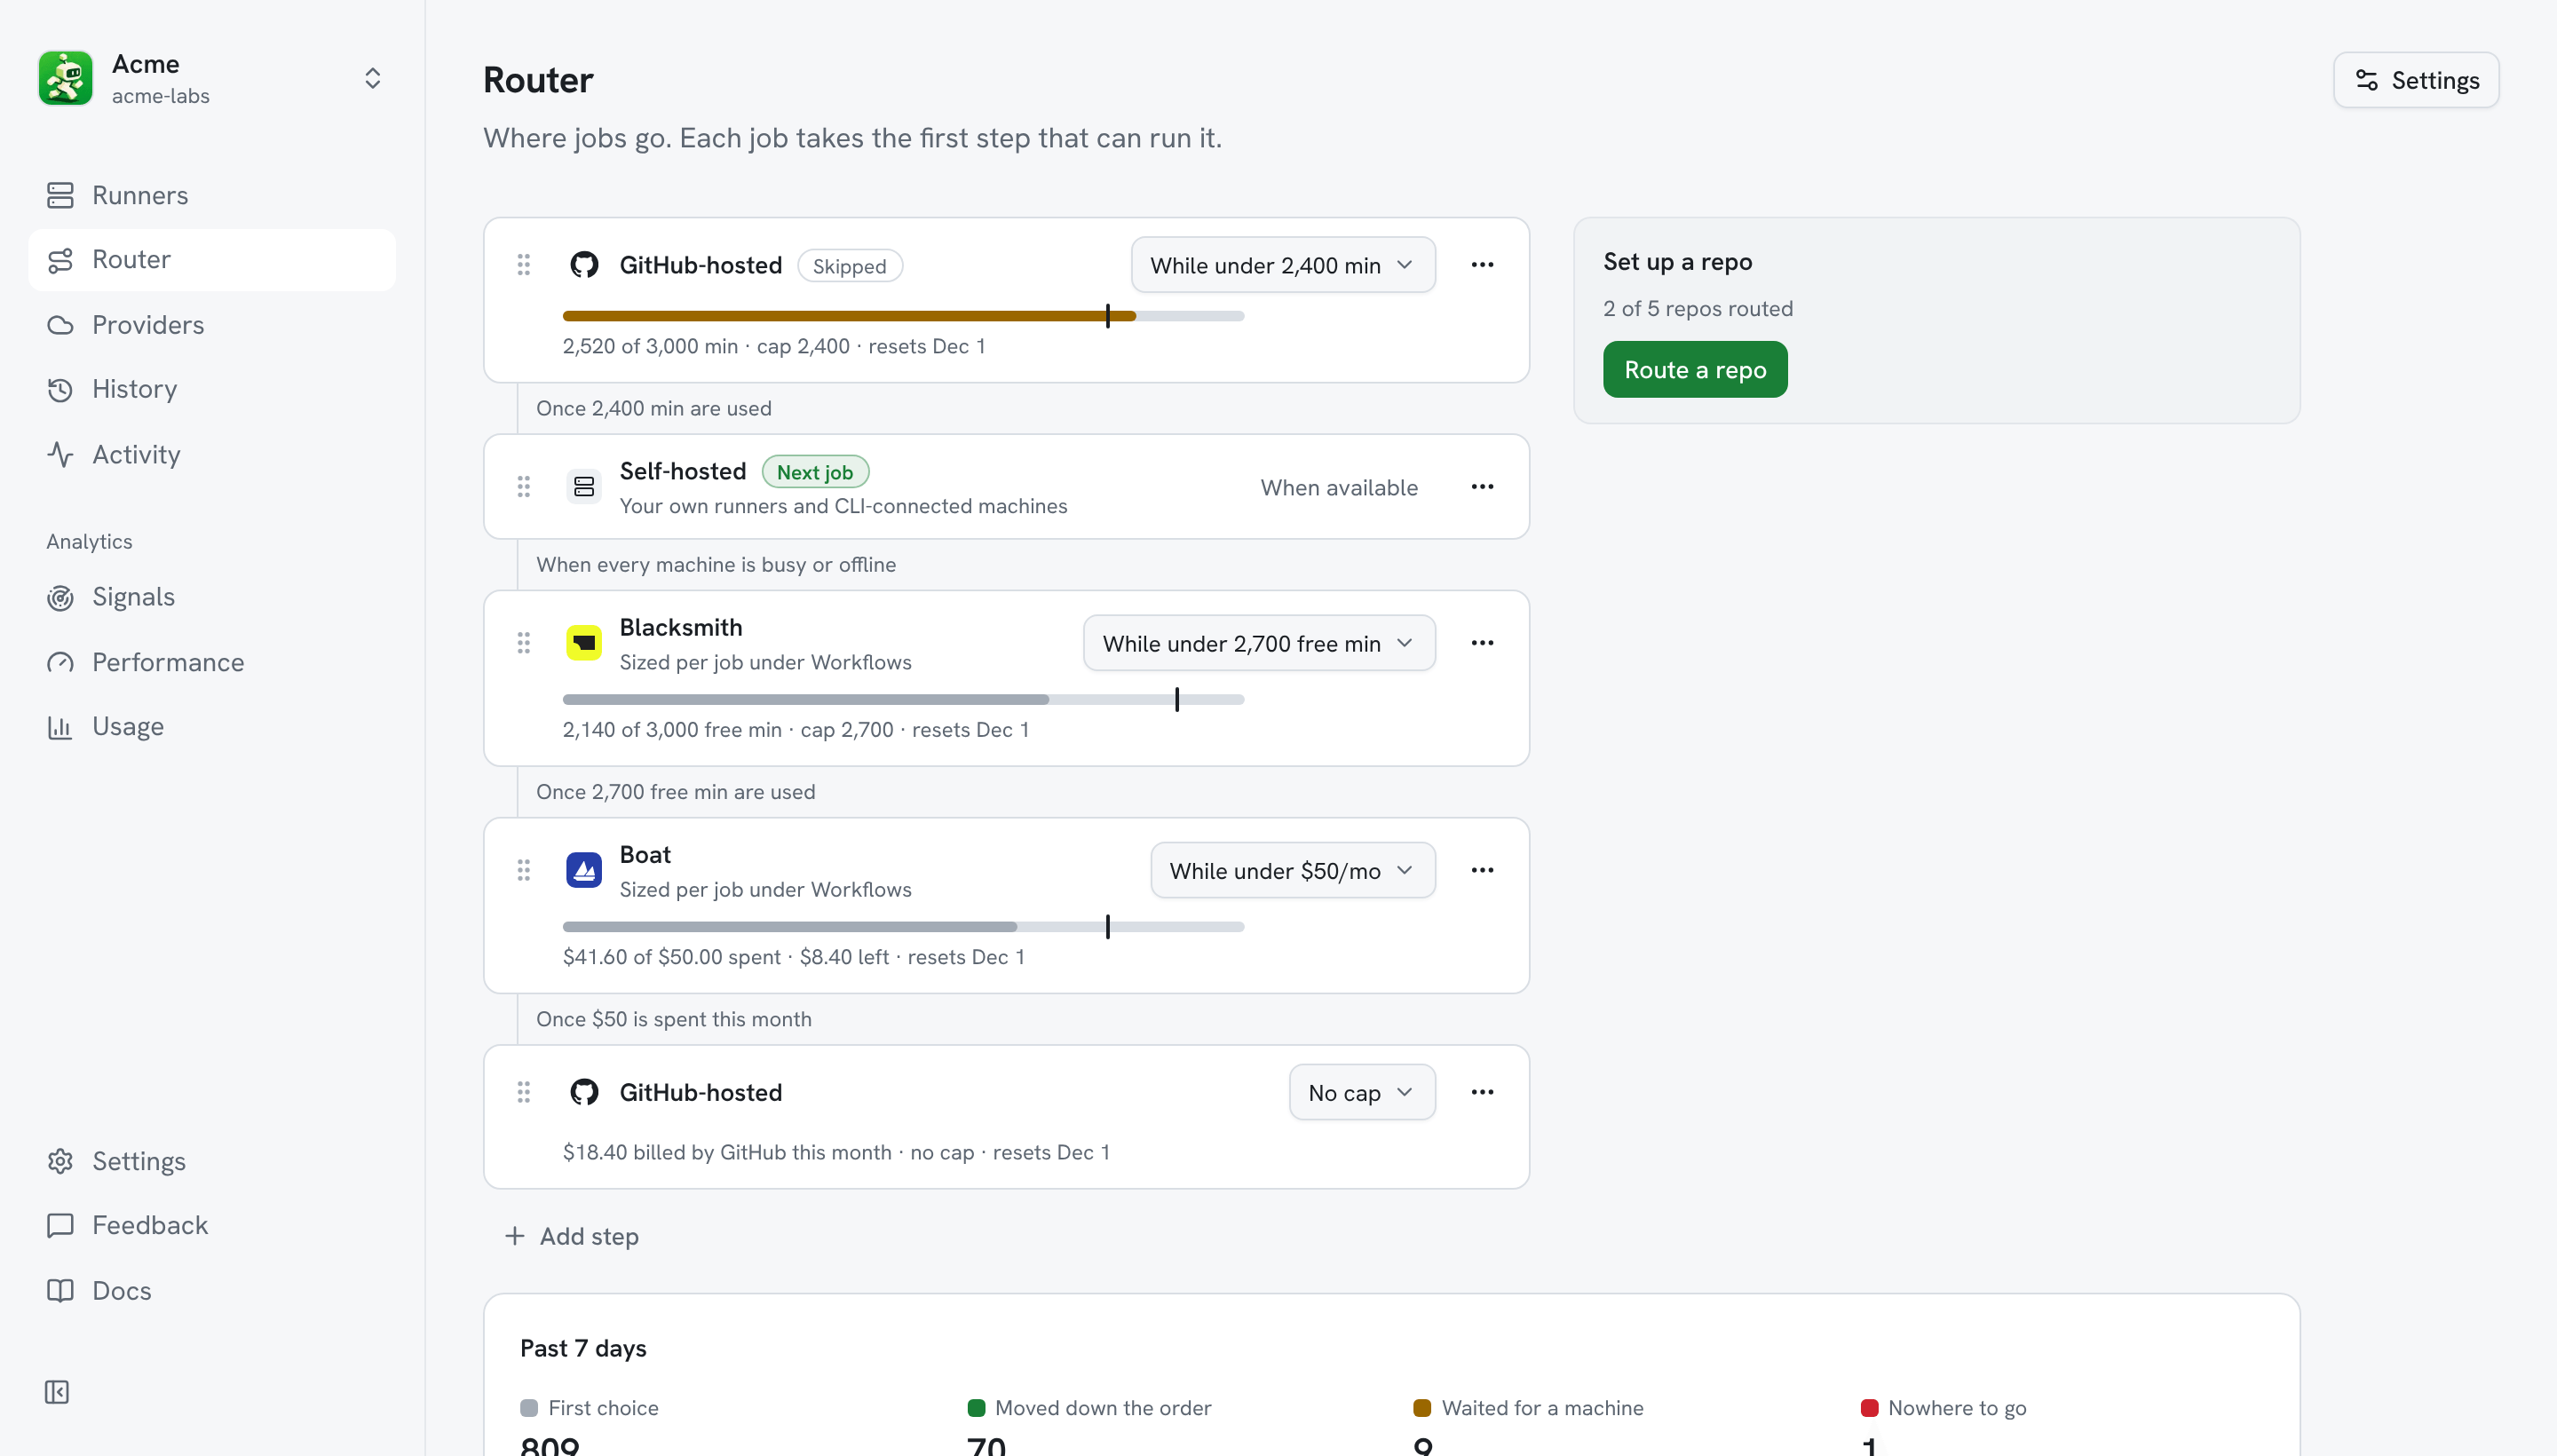 Acme
acme-labs
Runners
Router
Providers
History
Activity
Analytics
Signals
Performance
Usage
Settings
Feedback
Docs
Router
Where jobs go. Each job takes the first step that can run it.
Settings
GitHub-hosted
Skipped
While under 2,400 min
2,520 of 3,000 min · cap 2,400 · resets Dec 1
Once 2,400 min are used
Self-hosted
Next job
Your own runners and CLI-connected machines
When available
When every machine is busy or offline
Blacksmith
Sized per job under Workflows
While under 2,700 free min
2,140 of 3,000 free min · cap 2,700 · resets Dec 1
Once 2,700 free min are used
Boat
Sized per job under Workflows
While under $50/mo
$41.60 of $50.00 spent · $8.40 left · resets Dec 1
Once $50 is spent this month
GitHub-hosted
No cap
$18.40 billed by GitHub this month · no cap · resets Dec 1
Add step
Set up a repo
2 of 5 repos routed
Route a repo
Past 7 days
First choice
809
Moved down the order
70
Waited for a machine
9
Nowhere to go
1